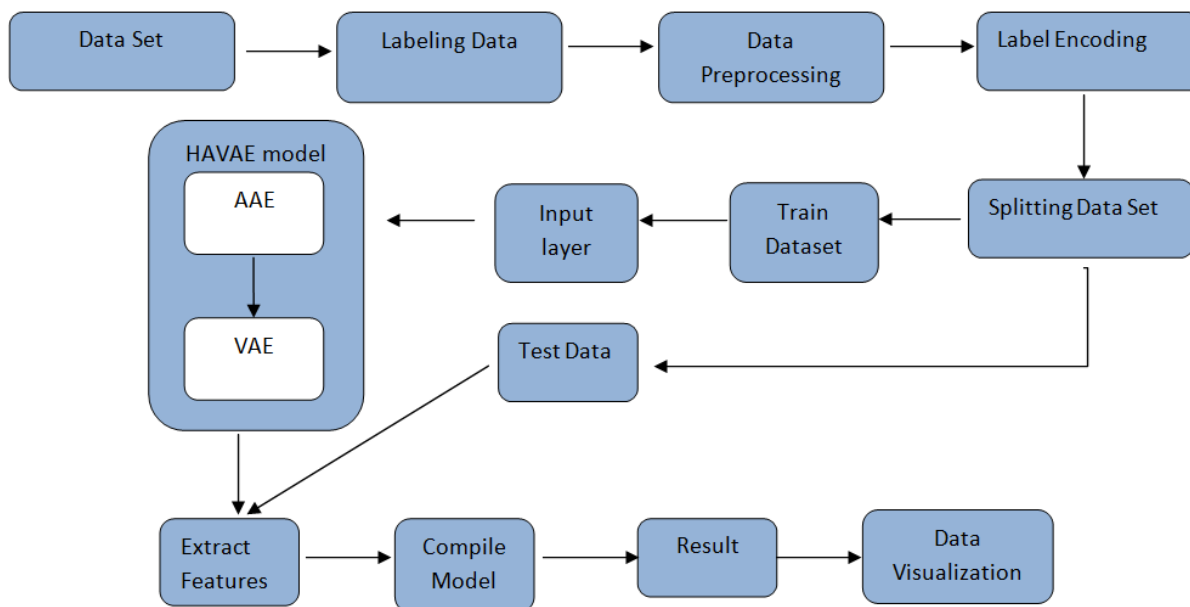 Data Set
Labeling Data
Data
Preprocessing
Label Encoding
HAVAE model
AAE
VAE
Input
layer
Train
Dataset
Splitting Data Set
Test Data
Extract
Features
Compile
Model
Result
Data
Visualization